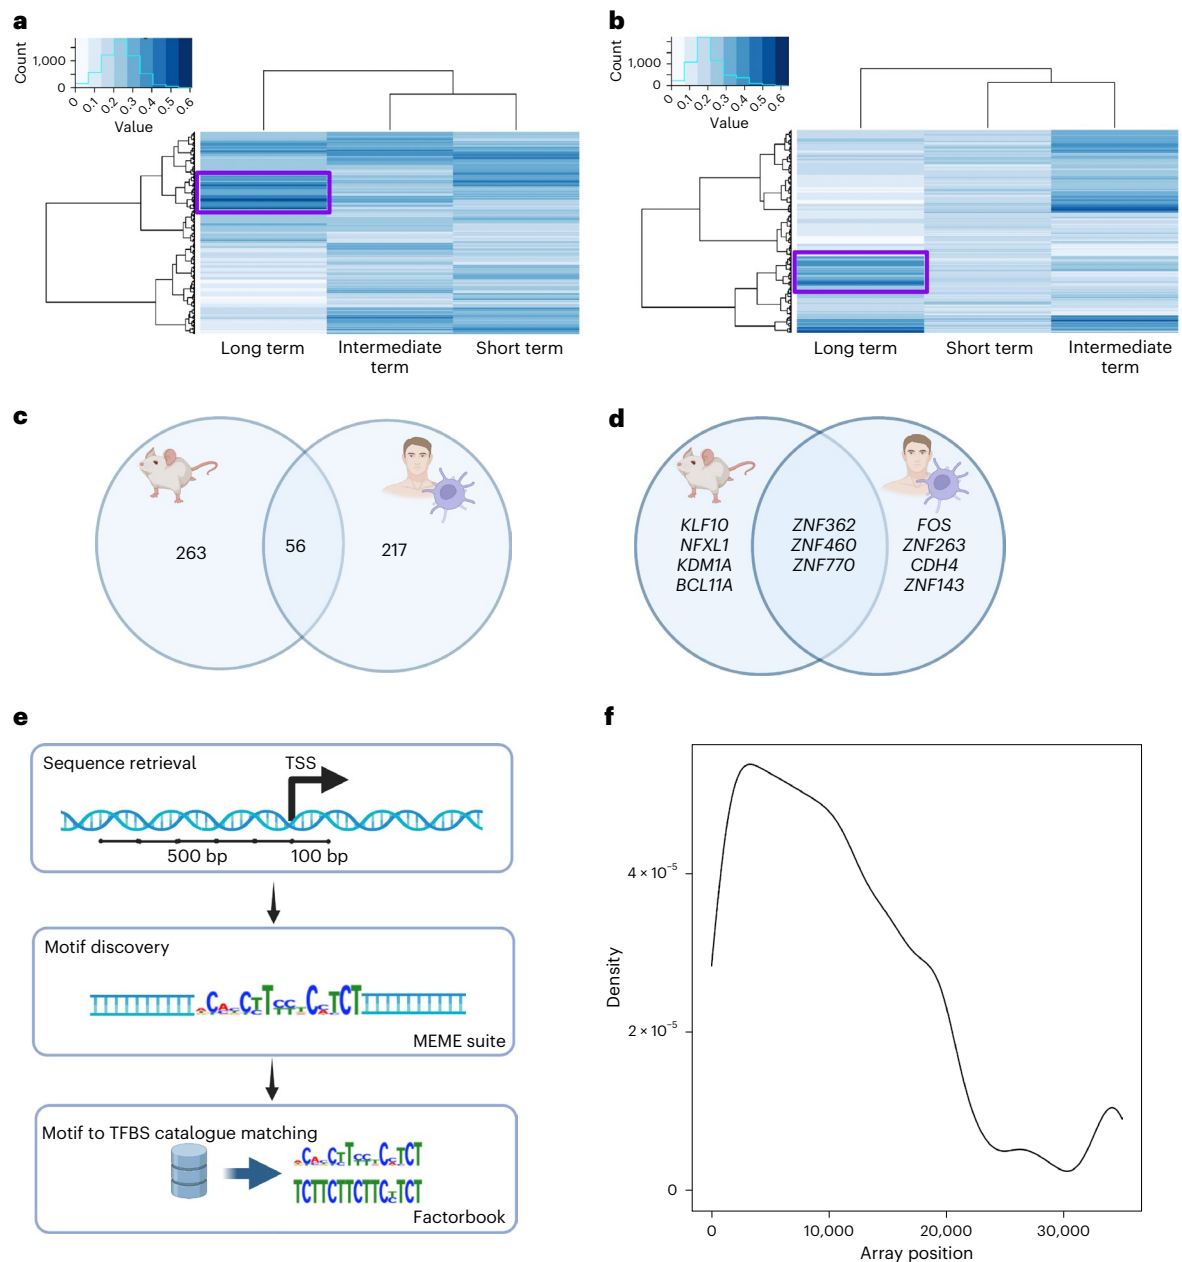 a
Count
1,000
0
0 0.1 0.2 0.3 0.4 0.5 0.6
Value
Long term
Intermediate
term
Short term
b
Count
1,000
0
0 0.1 0.2 0.3 0.4 0.5 0.6
Value
Long term
Short term
Intermediate
term
c
263
56
217
d
KLF10
NFXL1
KDM1A
BCL11A
ZNF362
ZNF460
ZNF770
FOS
ZNF263
CDH4
ZNF143
e
Sequence retrieval
TSS
500 bp
100 bp
Motif discovery
MEME suite
Motif to TFBS catalogue matching
TCTTCTTCTTCTCT
Factorbook
f
Density
4 × 10⁻⁵
2 × 10⁻⁵
0
0 10,000 20,000 30,000
Array position